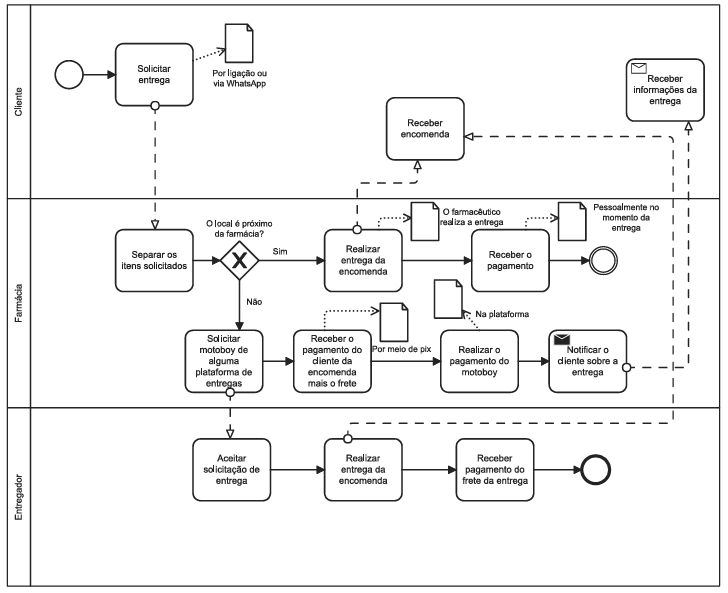 Cliente
Solicitar
entrega
Por ligação ou
via WhatsApp
Receber
encomenda
Receber
informações da
entrega
Farmácia
Separar os
itens solicitados
O local é próximo
da farmácia?
Sim
Não
Realizar
entrega da
encomenda
O farmacêutico
realiza a entrega
Receber o
pagamento
Pessoalmente no
momento da
entrega
Solicitar
motoboy de
alguma
plataforma de
entregas
Receber o
pagamento do
cliente da
encomenda
mais o frete
Por meio de pix
Na plataforma
Realizar o
pagamento do
motoboy
Notificar o
cliente sobre a
entrega
Entregador
Aceitar
solicitação de
entrega
Realizar
entrega da
encomenda
Receber
pagamento do
frete da entrega